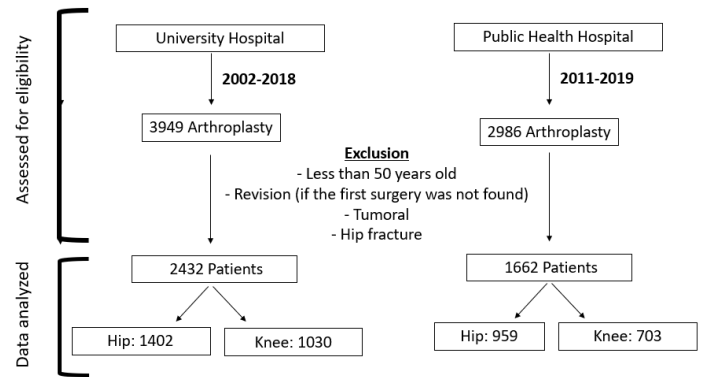 Assessed for eligibility
University Hospital
2002-2018
3949 Arthroplasty
Public Health Hospital
2011-2019
2986 Arthroplasty
Exclusion
- Less than 50 years old
- Revision (if the first surgery was not found)
- Tumoral
- Hip fracture
Data analyzed
2432 Patients
Hip: 1402
Knee: 1030
1662 Patients
Hip: 959
Knee: 703